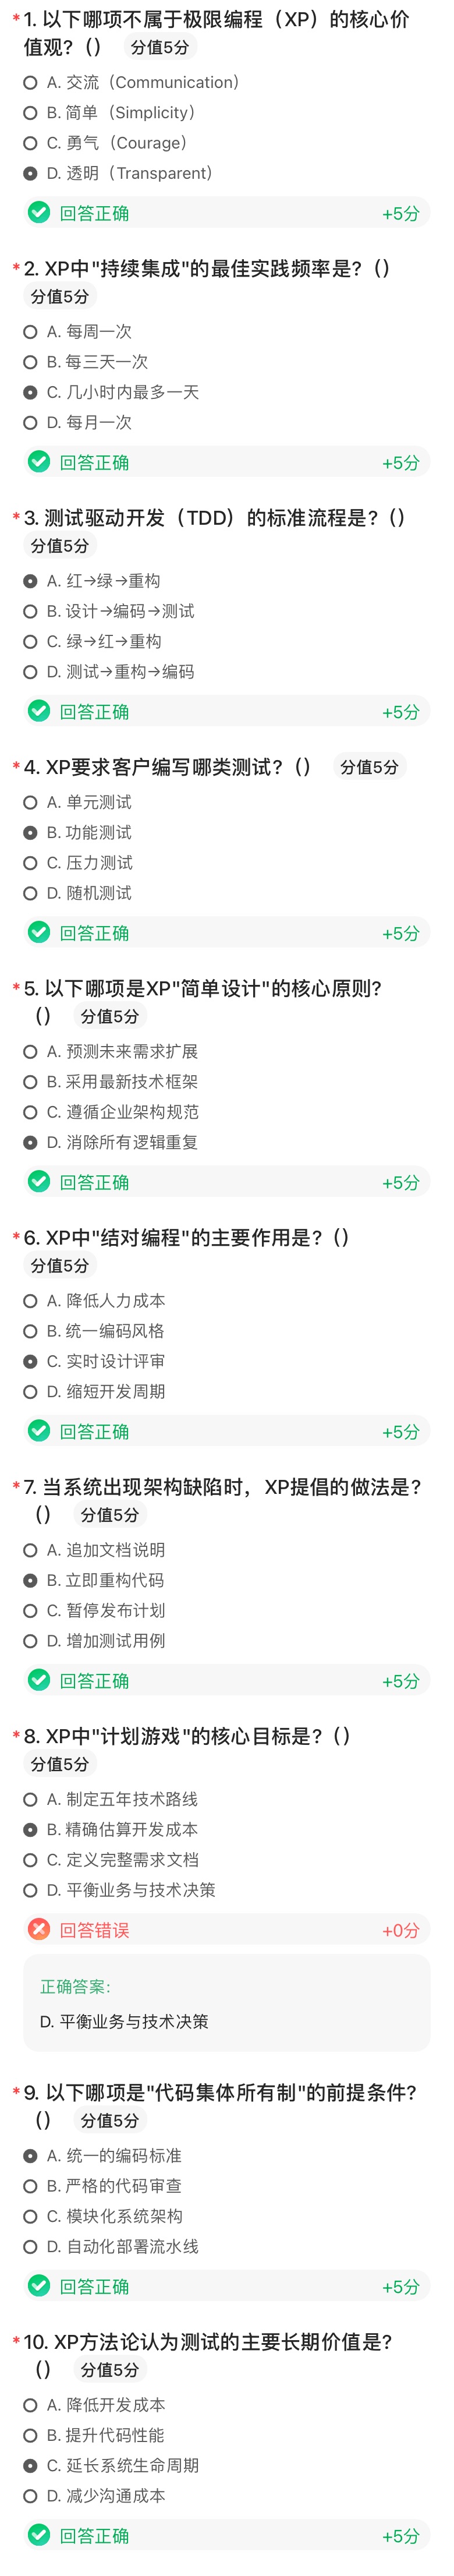 *1. 以下哪项不属于极限编程（XP）的核心价
值观?（） 分值5分
A. 交流（Communication）
B. 简单（Simplicity）
C. 勇气（Courage）
D. 透明（Transparent）
回答正确 +5分
*2. XP中"持续集成"的最佳实践频率是?（）
分值5分
A. 每周一次
B. 每三天一次
C. 几小时内最多一天
D. 每月一次
回答正确 +5分
*3. 测试驱动开发（TDD）的标准流程是?（）
分值5分
A. 红→绿→重构
B. 设计→编码→测试
C. 绿→红→重构
D. 测试→重构→编码
回答正确 +5分
*4. XP要求客户编写哪类测试?（） 分值5分
A. 单元测试
B. 功能测试
C. 压力测试
D. 随机测试
回答正确 +5分
*5. 以下哪项是XP"简单设计"的核心原则?
（） 分值5分
A. 预测未来需求扩展
B. 采用最新技术框架
C. 遵循企业架构规范
D. 消除所有逻辑重复
回答正确 +5分
*6. XP中"结对编程"的主要作用是?（）
分值5分
A. 降低人力成本
B. 统一编码风格
C. 实时设计评审
D. 缩短开发周期
回答正确 +5分
*7. 当系统出现架构缺陷时，XP提倡的做法是?
（） 分值5分
A. 追加文档说明
B. 立即重构代码
C. 暂停发布计划
D. 增加测试用例
回答正确 +5分
*8. XP中"计划游戏"的核心目标是?（）
分值5分
A. 制定五年技术路线
B. 精确估算开发成本
C. 定义完整需求文档
D. 平衡业务与技术决策
回答错误 +0分
正确答案:
D. 平衡业务与技术决策
*9. 以下哪项是"代码集体所有制"的前提条件?
（） 分值5分
A. 统一的编码标准
B. 严格的代码审查
C. 模块化系统架构
D. 自动化部署流水线
回答正确 +5分
*10. XP方法论认为测试的主要长期价值是?
（） 分值5分
A. 降低开发成本
B. 提升代码性能
C. 延长系统生命周期
D. 减少沟通成本
回答正确 +5分